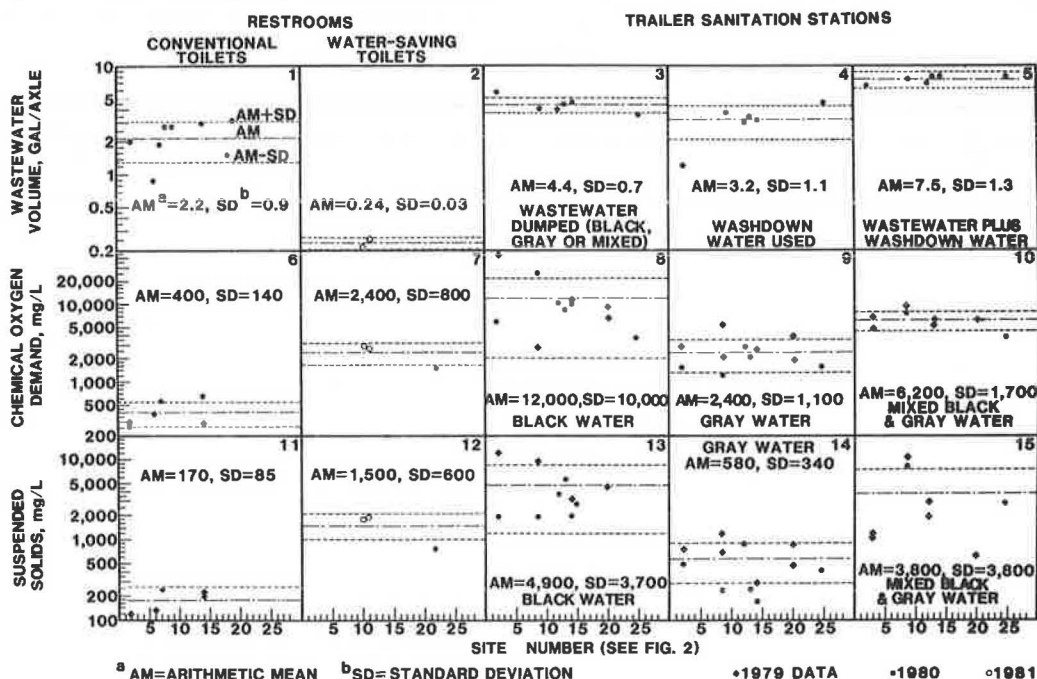 RESTROOMS
TRAILER SANITATION STATIONS
CONVENTIONAL TOILETS
WATER-SAVING TOILETS
WASTEWATER VOLUME, GAL/AXLE
10
5
2
1
0.5
0.2
1
AM+SD
AM
AM-SD
AM a=2.2, SD b=0.9
2
AM=0.24, SD=0.03
3
AM=4.4, SD=0.7
WASTEWATER
DUMPED (BLACK,
GRAY OR MIXED)
4
AM=3.2, SD=1.1
WASHDOWN
WATER USED
5
AM=7.5, SD=1.3
WASTEWATER PLUS
WASHDOWN WATER
CHEMICAL OXYGEN DEMAND, mg/L
20,000
10,000
5,000
2,000
1,000
500
200
6
AM=400, SD=140
7
AM=2,400, SD=800
8
AM=12,000, SD=10,000
BLACK WATER
9
AM=2,400, SD=1,100
GRAY WATER
10
AM=6,200, SD=1,700
MIXED BLACK
& GRAY WATER
SUSPENDED SOLIDS, mg/L
10,000
5,000
2,000
1,000
500
200
100
11
AM=170, SD=85
12
AM=1,500, SD=600
13
AM=4,900, SD=3,700
BLACK WATER
GRAY WATER 14
AM=580, SD=340
15
AM=3,800, SD=3,800
MIXED BLACK
& GRAY WATER
5 10 15 20 25
5 10 15 20 25
5 10 15 20 25
5 10 15 20 25
5 10 15 20 25
SITE NUMBER (SEE FIG. 2)
a AM=ARITHMETIC MEAN
b SD= STANDARD DEVIATION
◆1979 DATA
•1980
○1981